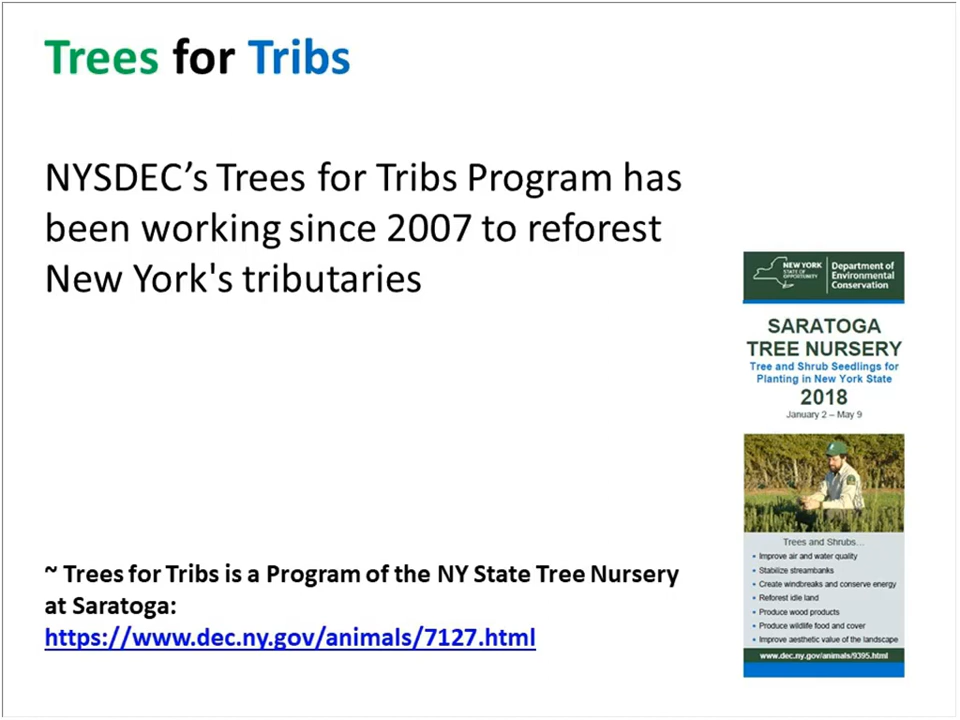 Trees for Tribs
NYSDEC’s Trees for Tribs Program has
been working since 2007 to reforest
New York's tributaries
NEW YORK
STATE OF
OPPORTUNITY
Department of
Environmental
Conservation
SARATOGA
TREE NURSERY
Tree and Shrub Seedlings for
Planting in New York State
2018
January 2 – May 9
Trees and Shrubs...
• Improve air and water quality
• Stabilize streambanks
• Create windbreaks and conserve energy
• Reforest idle land
• Produce wood products
• Produce wildlife food and cover
• Improve aesthetic value of the landscape
www.dec.ny.gov/animals/9395.html
~ Trees for Tribs is a Program of the NY State Tree Nursery
at Saratoga:
https://www.dec.ny.gov/animals/7127.html